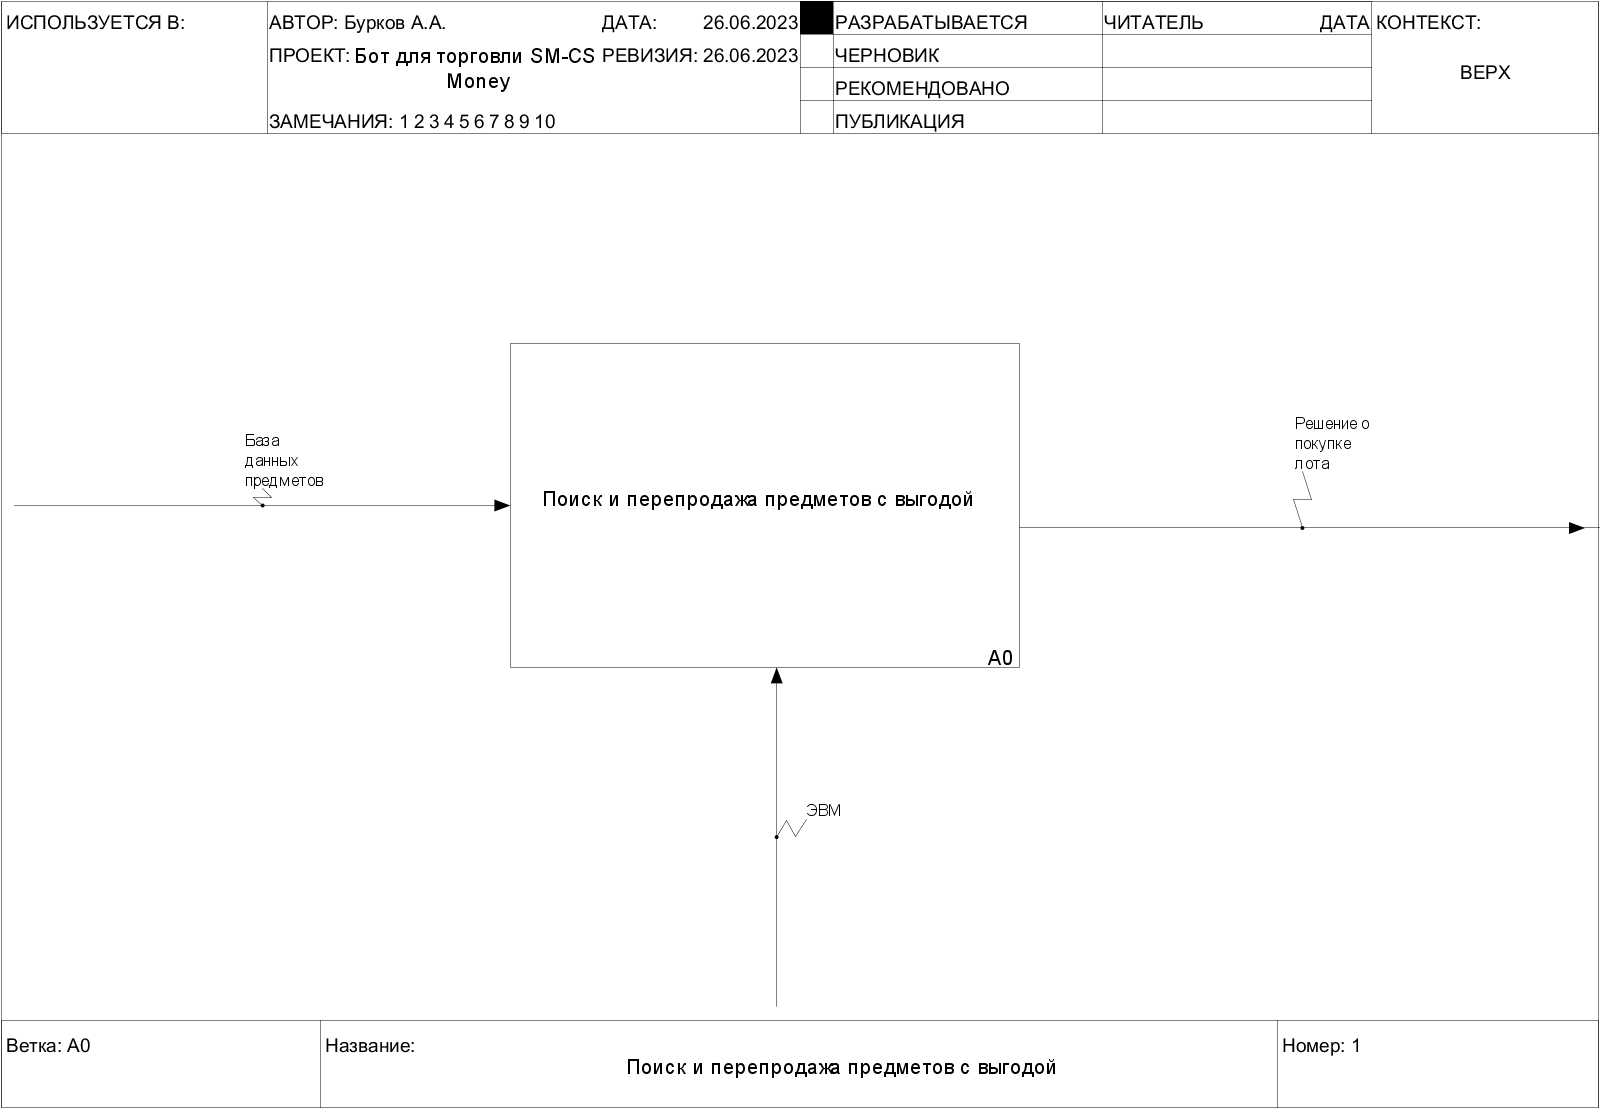 ИСПОЛЬЗУЕТСЯ В:
АВТОР: Бурков А.А.
ДАТА: 26.06.2023
ПРОЕКТ: Бот для торговли SM-CS
Money
РЕВИЗИЯ: 26.06.2023
ЗАМЕЧАНИЯ: 1 2 3 4 5 6 7 8 9 10
РАЗРАБАТЫВАЕТСЯ
ЧЕРНОВИК
РЕКОМЕНДОВАНО
ПУБЛИКАЦИЯ
ЧИТАТЕЛЬ
ДАТА
КОНТЕКСТ:
ВЕРХ
База
данных
предметов
Поиск и перепродажа предметов с выгодой
A0
Решение о
покупке
лота
ЭВМ
Ветка: A0
Название:
Поиск и перепродажа предметов с выгодой
Номер: 1